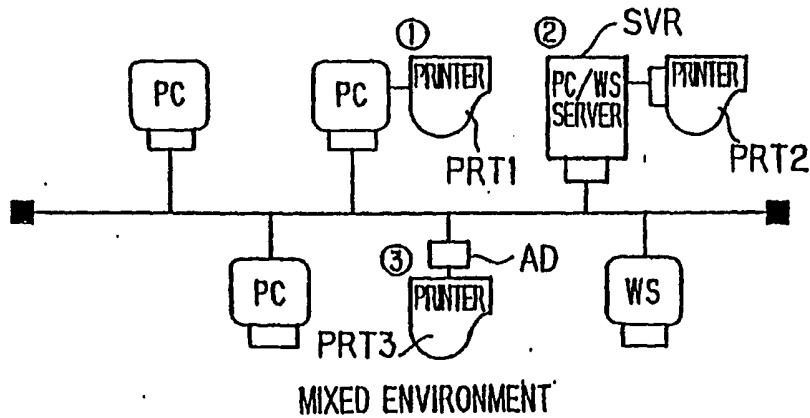 ① ② SVR
PC PC PRINTER PC/WS SERVER PRINTER
PRT1 PRT2
③ AD
PC PRINTER WS
PRT3
MIXED ENVIRONMENT